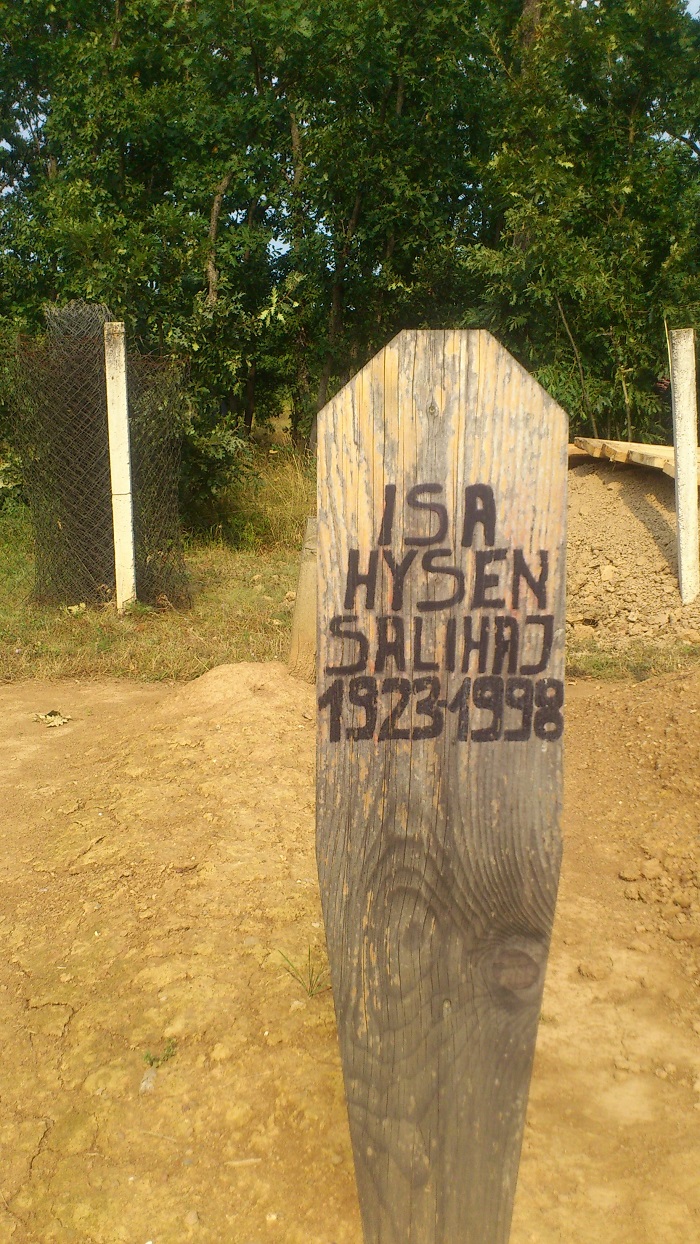 ISA
HYSEN
SALIHAJ
1923-1998